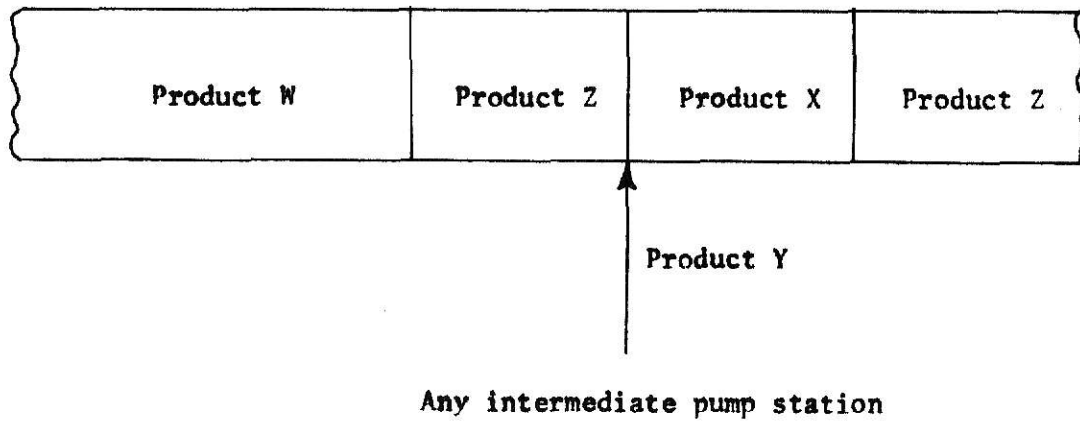 Product W Product Z Product X Product Z
Product Y
Any intermediate pump station